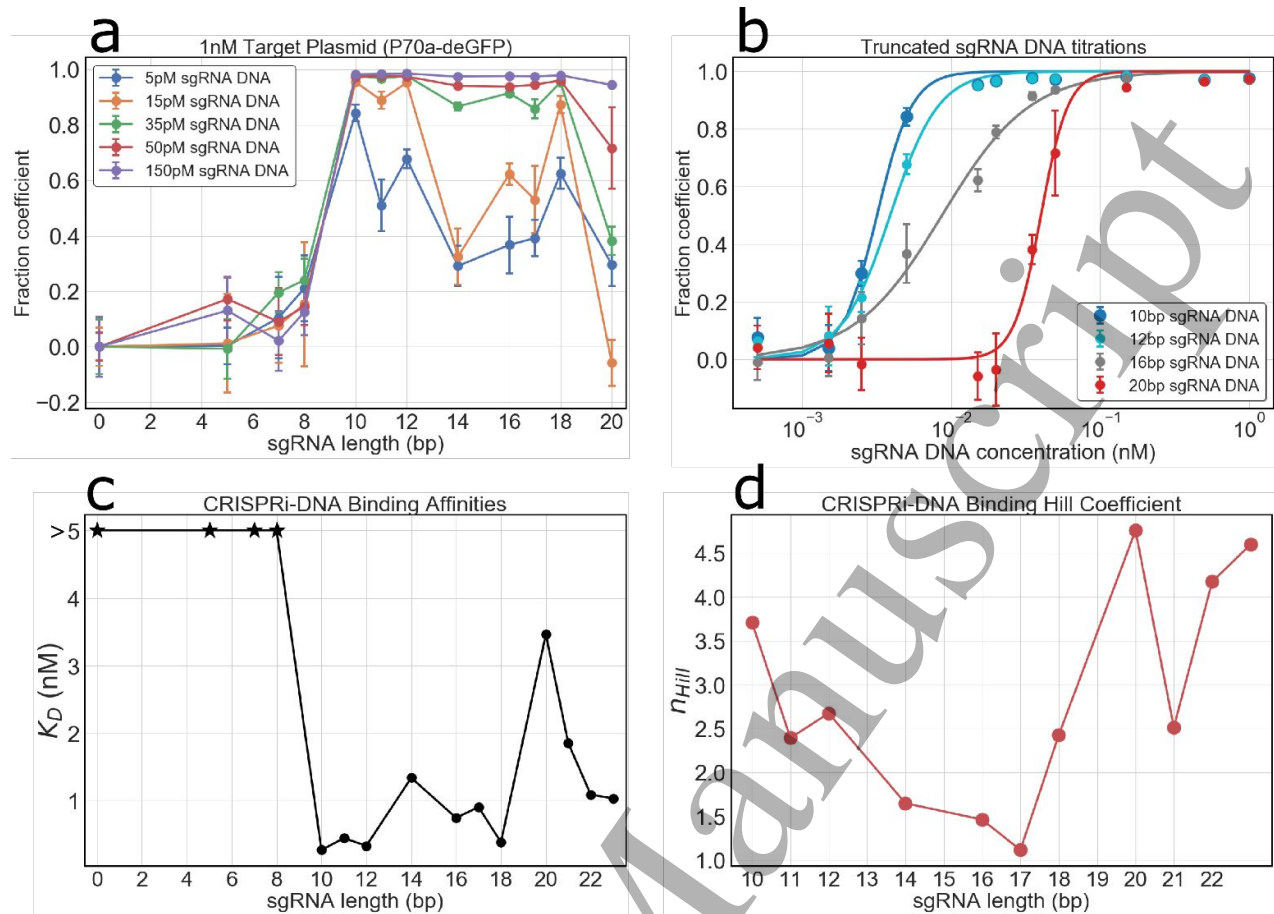 a
1nM Target Plasmid (P70a-deGFP)
1.0
0.8
0.6
0.4
0.2
0.0
−0.2
Fraction coefficient
5pM sgRNA DNA
15pM sgRNA DNA
35pM sgRNA DNA
50pM sgRNA DNA
150pM sgRNA DNA
0 2 4 6 8 10 12 14 16 18 20
sgRNA length (bp)
b
Truncated sgRNA DNA titrations
1.0
0.8
0.6
0.4
0.2
0.0
Fraction coefficient
10bp sgRNA DNA
12bp sgRNA DNA
16bp sgRNA DNA
20bp sgRNA DNA
10⁻³ 10⁻² 10⁻¹ 10⁰
sgRNA DNA concentration (nM)
c
CRISPRi-DNA Binding Affinities
>5
4
3
2
1
K_D (nM)
0 2 4 6 8 10 12 14 16 18 20 22
sgRNA length (bp)
d
CRISPRi-DNA Binding Hill Coefficient
4.5
4.0
3.5
3.0
2.5
2.0
1.5
1.0
n_Hill
10 11 12 13 14 15 16 17 18 19 20 21 22
sgRNA length (bp)
Manuscript